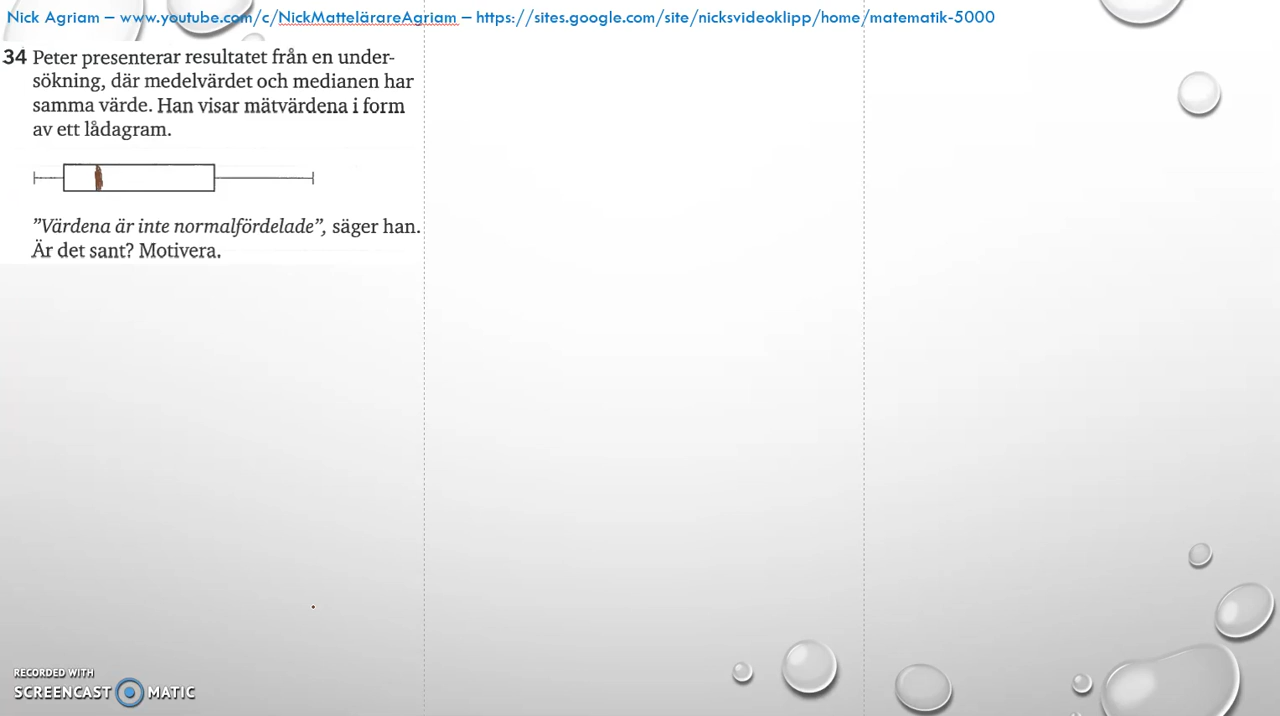 Nick Agriam – www.youtube.com/c/NickMattelärareAgriam – https://sites.google.com/site/nicksvideoklipp/home/matematik-5000
34 Peter presenterar resultatet från en under-
sökning, där medelvärdet och medianen har
samma värde. Han visar mätvärdena i form
av ett lådagram.
"Värdena är inte normalfördelade", säger han.
Är det sant? Motivera.
RECORDED WITH
SCREENCAST MATIC